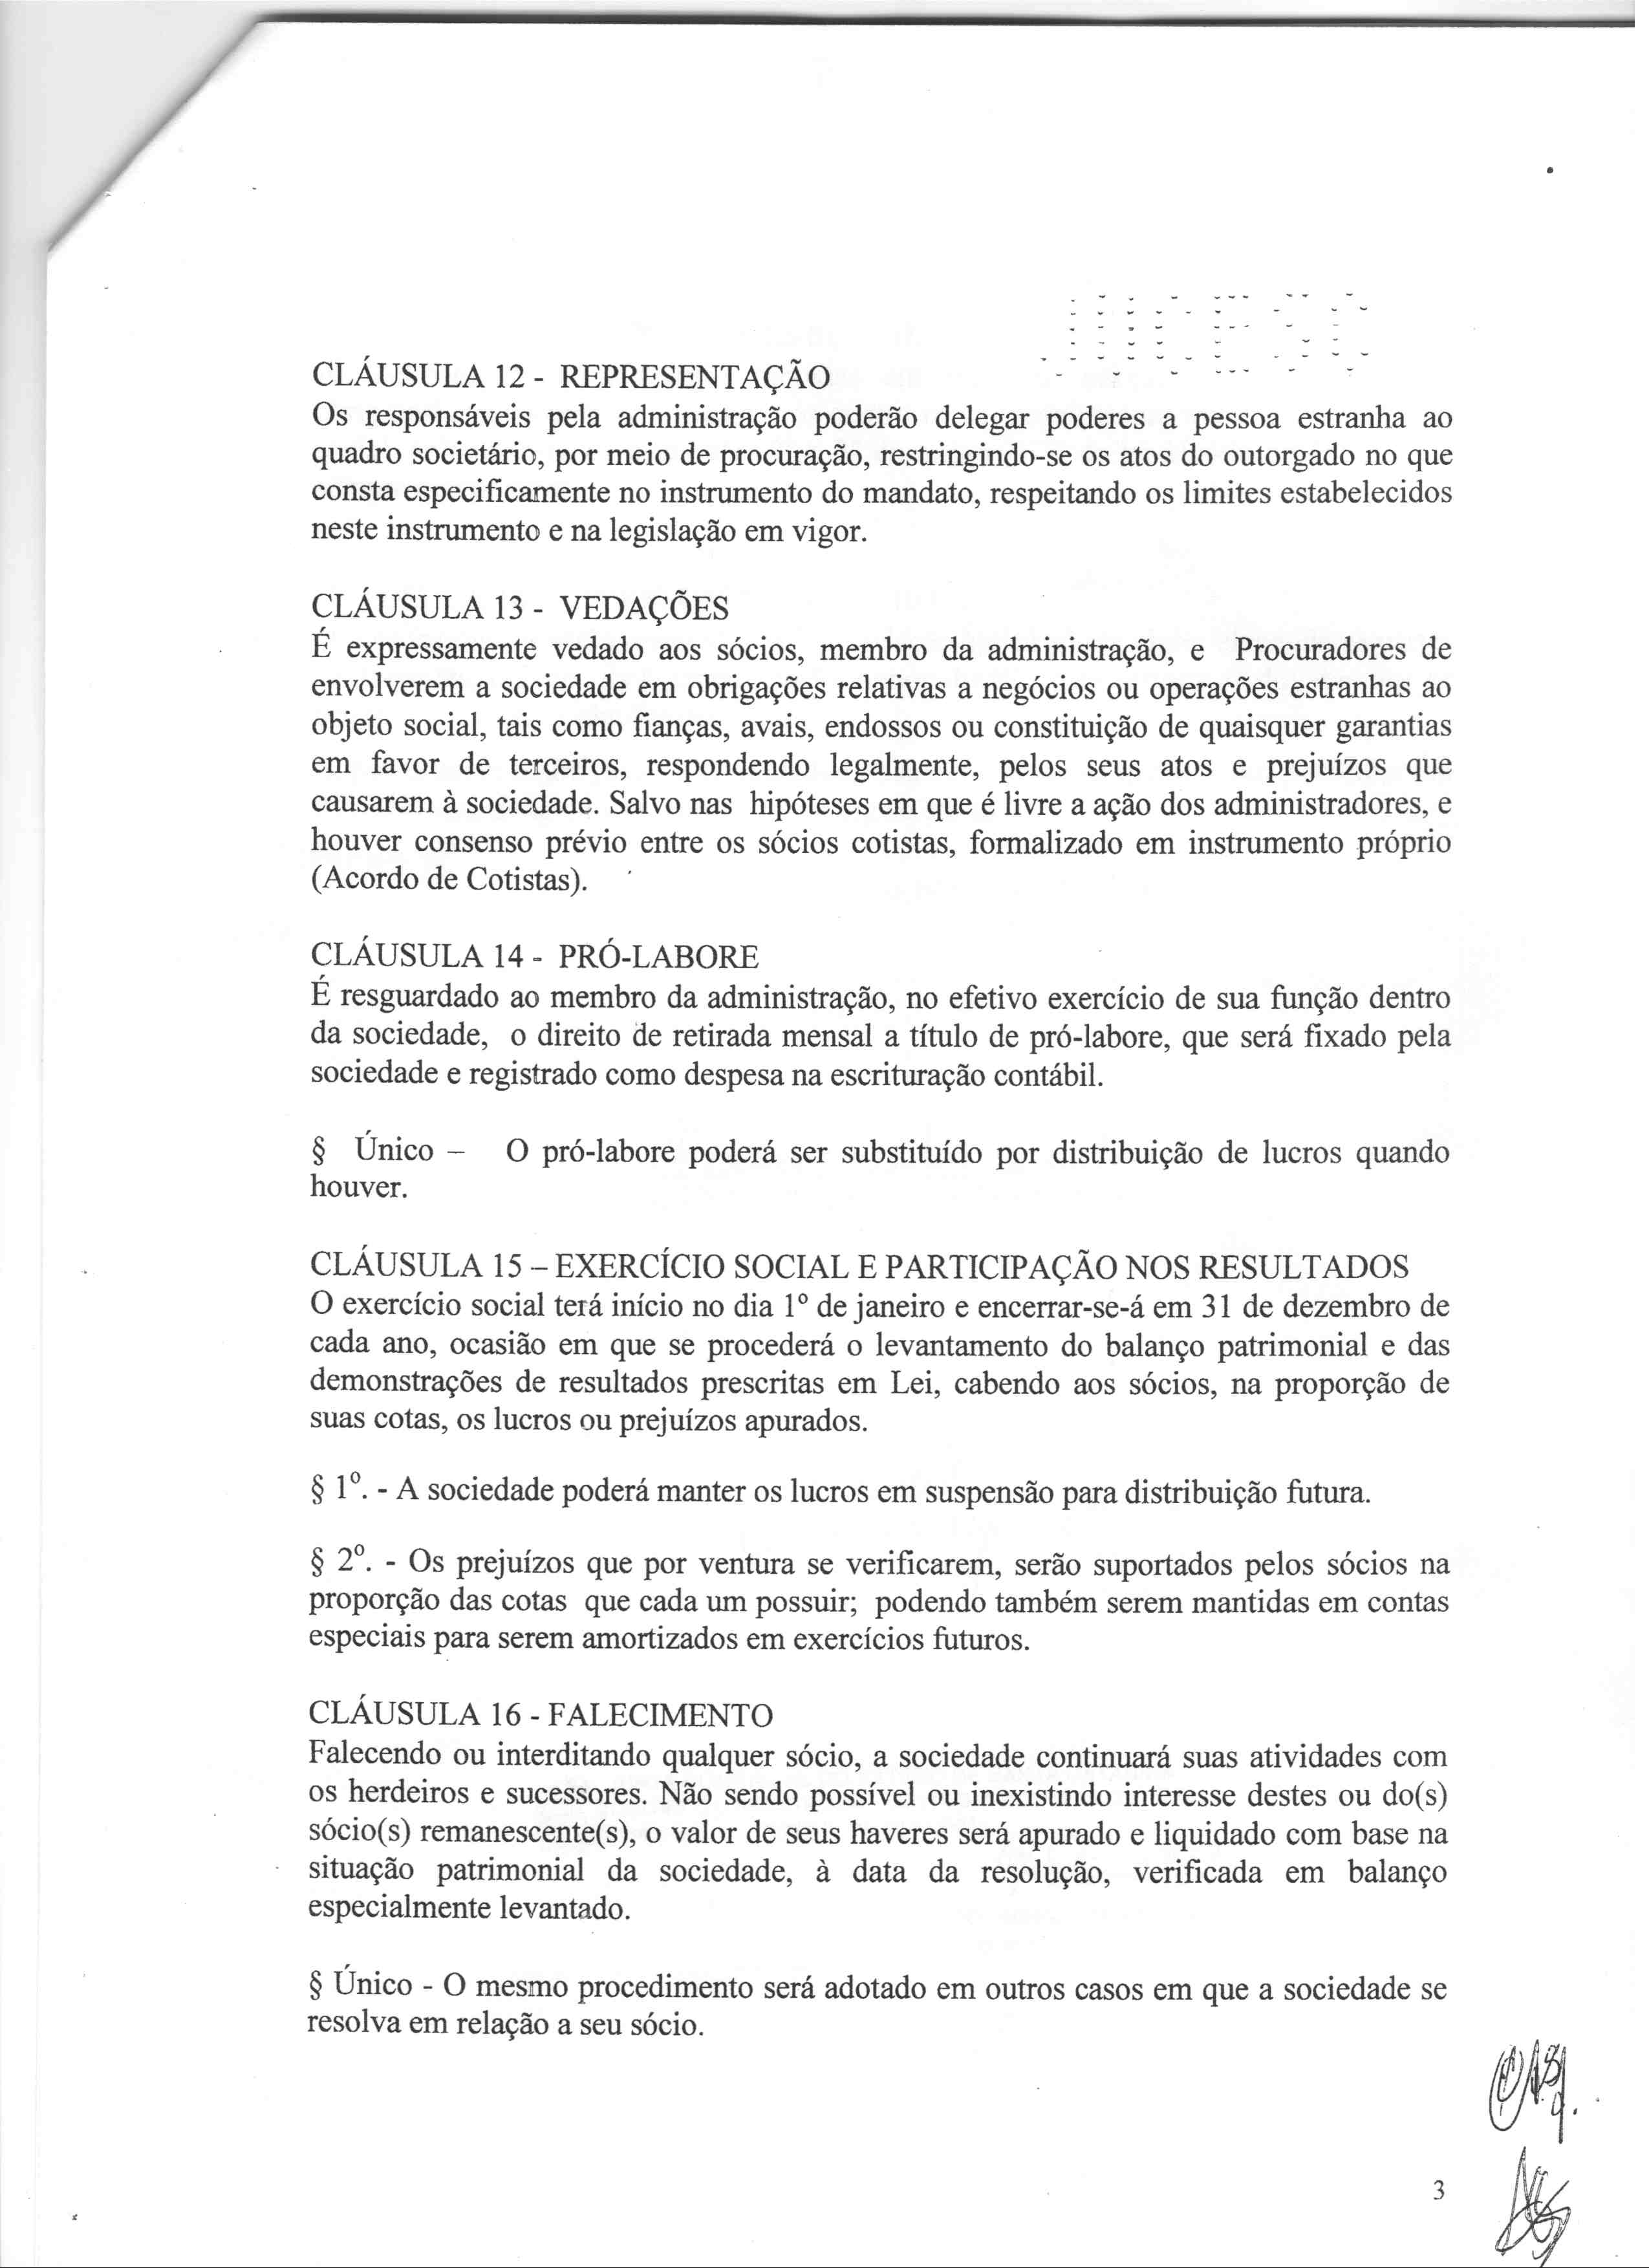 JUCESC
CLÁUSULA 12 - REPRESENTAÇÃO
Os responsáveis pela administração poderão delegar poderes a pessoa estranha ao
quadro societário, por meio de procuração, restringindo-se os atos do outorgado no que
consta especificamente no instrumento do mandato, respeitando os limites estabelecidos
neste instrumento e na legislação em vigor.
CLÁUSULA 13 - VEDAÇÕES
É expressamente vedado aos sócios, membro da administração, e Procuradores de
envolverem a sociedade em obrigações relativas a negócios ou operações estranhas ao
objeto social, tais como fianças, avais, endossos ou constituição de quaisquer garantias
em favor de terceiros, respondendo legalmente, pelos seus atos e prejuízos que
causarem à sociedade. Salvo nas hipóteses em que é livre a ação dos administradores, e
houver consenso prévio entre os sócios cotistas, formalizado em instrumento próprio
(Acordo de Cotistas).
CLÁUSULA 14 - PRÓ-LABORE
É resguardado ao membro da administração, no efetivo exercício de sua função dentro
da sociedade, o direito de retirada mensal a título de pró-labore, que será fixado pela
sociedade e registrado como despesa na escrituração contábil.
§ Único – O pró-labore poderá ser substituído por distribuição de lucros quando
houver.
CLÁUSULA 15 – EXERCÍCIO SOCIAL E PARTICIPAÇÃO NOS RESULTADOS
O exercício social terá início no dia 1º de janeiro e encerrar-se-á em 31 de dezembro de
cada ano, ocasião em que se procederá o levantamento do balanço patrimonial e das
demonstrações de resultados prescritas em Lei, cabendo aos sócios, na proporção de
suas cotas, os lucros ou prejuízos apurados.
§ 1º. - A sociedade poderá manter os lucros em suspensão para distribuição futura.
§ 2º. - Os prejuízos que por ventura se verificarem, serão suportados pelos sócios na
proporção das cotas que cada um possuir; podendo também serem mantidas em contas
especiais para serem amortizados em exercícios futuros.
CLÁUSULA 16 - FALECIMENTO
Falecendo ou interditando qualquer sócio, a sociedade continuará suas atividades com
os herdeiros e sucessores. Não sendo possível ou inexistindo interesse destes ou do(s)
sócio(s) remanescente(s), o valor de seus haveres será apurado e liquidado com base na
situação patrimonial da sociedade, à data da resolução, verificada em balanço
especialmente levantado.
§ Único - O mesmo procedimento será adotado em outros casos em que a sociedade se
resolva em relação a seu sócio.
3